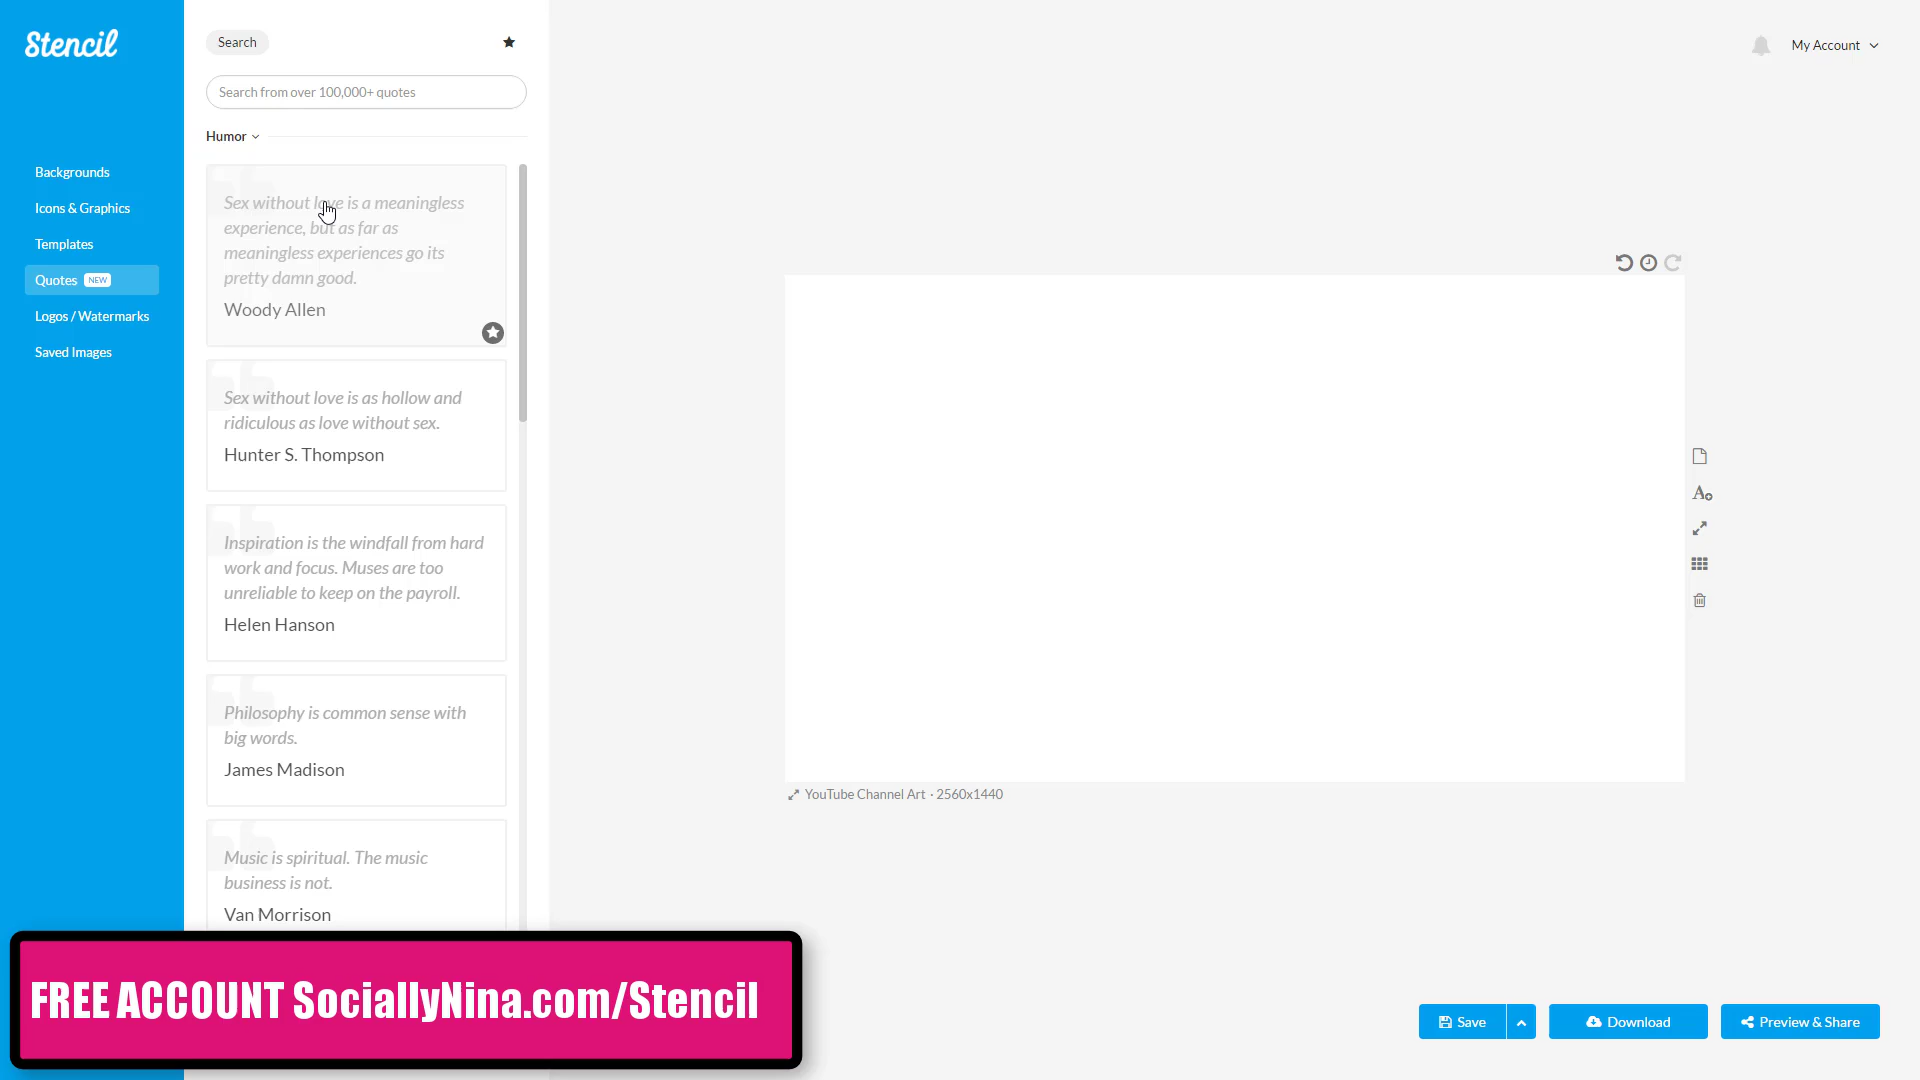 Stencil
Backgrounds
Icons & Graphics
Templates
Quotes NEW
Logos / Watermarks
Saved Images
Search
Search from over 100,000+ quotes
Humor
Sex without love is a meaningless
experience, but as far as
meaningless experiences go its
pretty damn good.
Woody Allen
Sex without love is as hollow and
ridiculous as love without sex.
Hunter S. Thompson
Inspiration is the windfall from hard
work and focus. Muses are too
unreliable to keep on the payroll.
Helen Hanson
Philosophy is common sense with
big words.
James Madison
Music is spiritual. The music
business is not.
Van Morrison
My Account
YouTube Channel Art · 2560x1440
FREE ACCOUNT SociallyNina.com/Stencil
Save
Download
Preview & Share